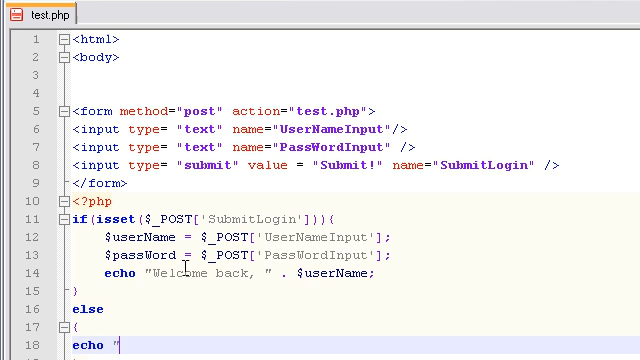 test.php
1 <html>
2 <body>
3
4
5 <form method="post" action="test.php">
6 <input type= "text" name="UserNameInput"/>
7 <input type= "text" name="PassWordInput" />
8 <input type= "submit" value = "Submit!" name="SubmitLogin" />
9 </form>
10 <?php
11 if(isset($_POST['SubmitLogin'])){
12 $userName = $_POST['UserNameInput'];
13 $passWord = $_POST['PassWordInput'];
14 echo "Welcome back, " . $userName;
15 }
16 else
17 {
18 echo "